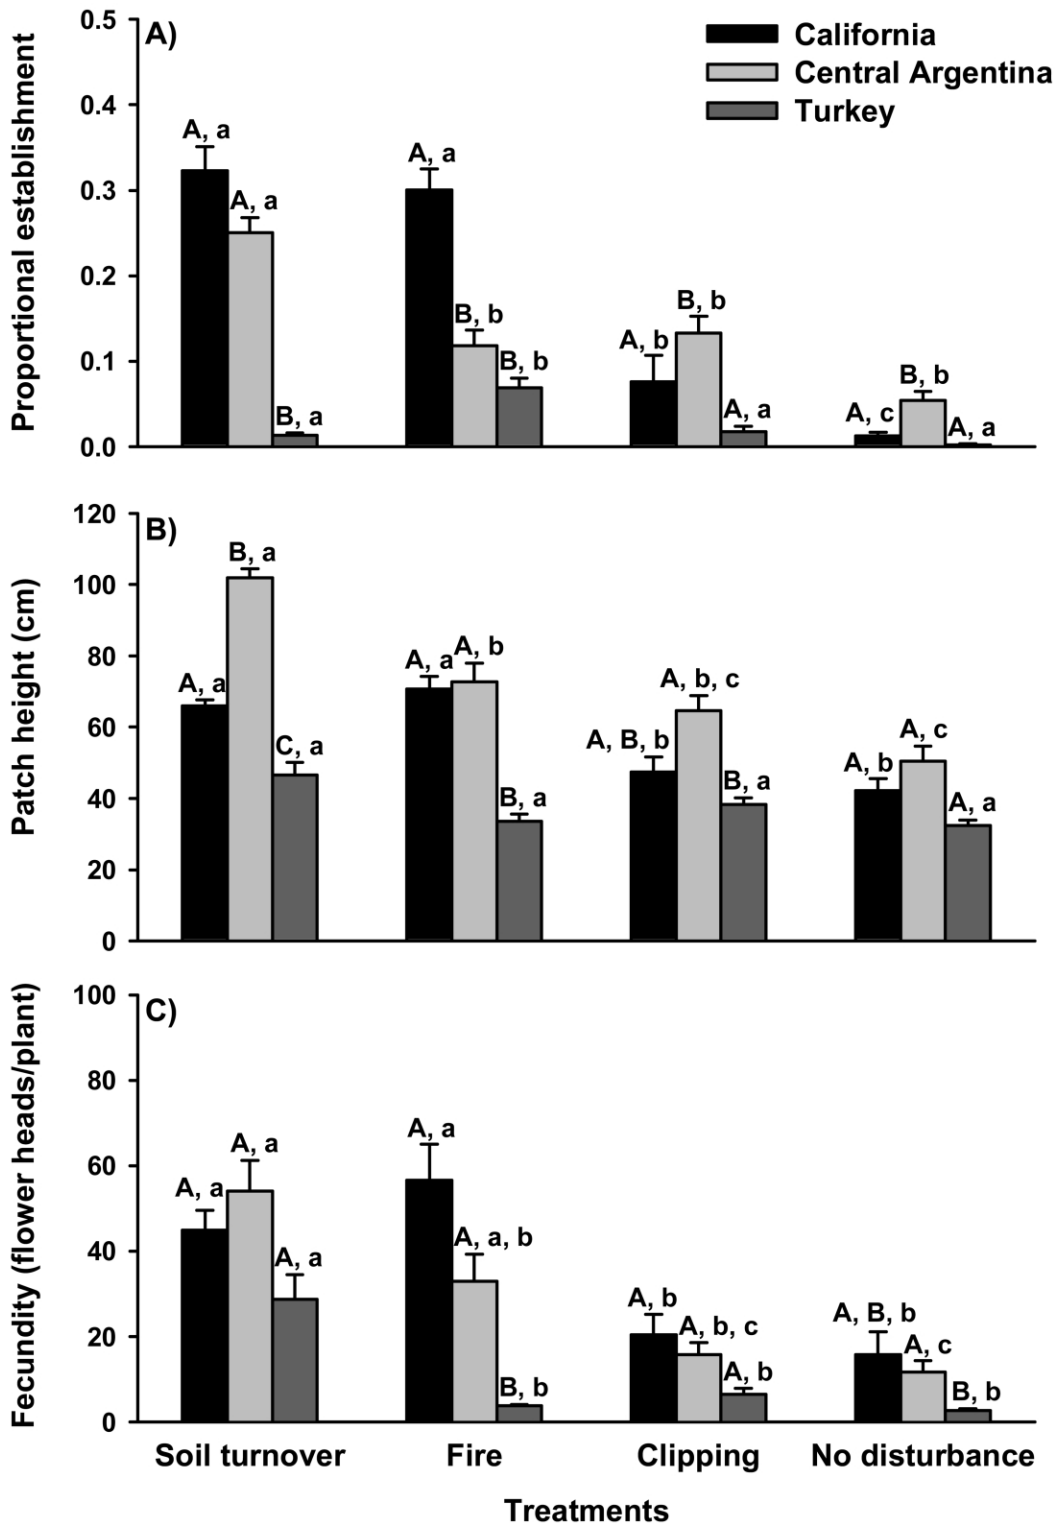 A)
California
Central Argentina
Turkey
Proportional establishment
0.5
0.4
0.3
0.2
0.1
0.0
A, a
A, a
B, a
A, a
B, b
B, b
A, b
B, b
A, a
A, c
B, b
A, a
B)
Patch height (cm)
120
100
80
60
40
20
0
A, a
B, a
C, a
A, a
A, b
B, a
A, B, b
A, b, c
B, a
A, b
A, c
A, a
C)
Fecundity (flower heads/plant)
100
80
60
40
20
0
A, a
A, a
A, a
A, a
A, a, b
B, b
A, b
A, b, c
A, b
A, B, b
A, c
B, b
Soil turnover
Fire
Clipping
No disturbance
Treatments